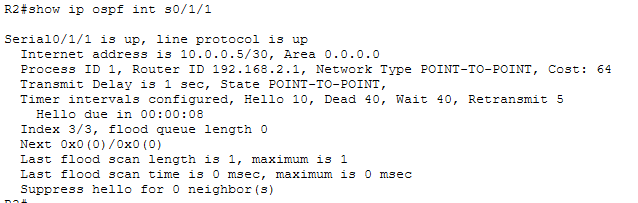 R2#show ip ospf int s0/1/1
Serial0/1/1 is up, line protocol is up
Internet address is 10.0.0.5/30, Area 0.0.0.0
Process ID 1, Router ID 192.168.2.1, Network Type POINT-TO-POINT, Cost: 64
Transmit Delay is 1 sec, State POINT-TO-POINT,
Timer intervals configured, Hello 10, Dead 40, Wait 40, Retransmit 5
Hello due in 00:00:08
Index 3/3, flood queue length 0
Next 0x0(0)/0x0(0)
Last flood scan length is 1, maximum is 1
Last flood scan time is 0 msec, maximum is 0 msec
Suppress hello for 0 neighbor(s)
R2#